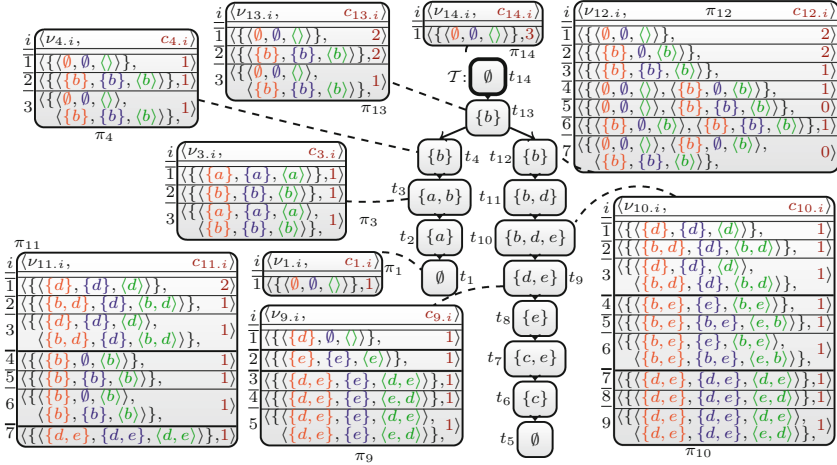 i ⟨ν4.i, c4.i⟩
1 ⟨{⟨∅, ∅, ⟨⟩⟩}, 1⟩
2 ⟨{⟨{b}, {b}, ⟨b⟩⟩},1⟩
3 ⟨{⟨∅, ∅, ⟨⟩⟩,
⟨{b}, {b}, ⟨b⟩⟩},1⟩
π4
i ⟨ν13.i, c13.i⟩
1 ⟨{⟨∅, ∅, ⟨⟩⟩}, 2⟩
2 ⟨{⟨{b}, {b}, ⟨b⟩⟩},2⟩
3 ⟨{⟨∅, ∅, ⟨⟩⟩,
⟨{b}, {b}, ⟨b⟩⟩},1⟩
π13
i ⟨ν14.i, c14.i⟩
1 ⟨{⟨∅, ∅, ⟨⟩⟩},3⟩
π14
i ⟨ν12.i, π12 c12.i⟩
1 ⟨{⟨∅, ∅, ⟨⟩⟩}, 2⟩
2 ⟨{⟨{b}, ∅, ⟨b⟩⟩}, 2⟩
3 ⟨{⟨{b}, {b}, ⟨b⟩⟩}, 1⟩
4 ⟨{⟨∅, ∅, ⟨⟩⟩, ⟨{b}, ∅, ⟨b⟩⟩}, 1⟩
5 ⟨{⟨∅, ∅, ⟨⟩⟩, ⟨{b}, {b}, ⟨b⟩⟩}, 0⟩
6 ⟨{⟨{b}, ∅, ⟨b⟩⟩, ⟨{b}, {b}, ⟨b⟩⟩},1⟩
7 ⟨{⟨∅, ∅, ⟨⟩⟩, ⟨{b}, ∅, ⟨b⟩⟩,
⟨{b}, {b}, ⟨b⟩⟩}, 0⟩
𝒯: ∅ t14
{b} t13
t4 {b}
t12 {b}
t3 {a, b}
t11 {b, d}
t2 {a}
t10 {b, d, e}
∅ t1
{d, e} t9
t8 {e}
t7 {c, e}
t6 {c}
t5 ∅
i ⟨ν3.i, c3.i⟩
1 ⟨{⟨{a}, {a}, ⟨a⟩⟩},1⟩
2 ⟨{⟨{b}, {b}, ⟨b⟩⟩},1⟩
3 ⟨{⟨{a}, {a}, ⟨a⟩⟩,
⟨{b}, {b}, ⟨b⟩⟩}, 1⟩
π3
i ⟨ν1.i, c1.i⟩
1 ⟨{⟨∅, ∅, ⟨⟩⟩},1⟩
π1
π11
i ⟨ν11.i, c11.i⟩
1 ⟨{⟨{d}, {d}, ⟨d⟩⟩}, 2⟩
2 ⟨{⟨{b, d}, {d}, ⟨b, d⟩⟩}, 1⟩
3 ⟨{⟨{d}, {d}, ⟨d⟩⟩,
⟨{b, d}, {d}, ⟨b, d⟩⟩}, 1⟩
4 ⟨{⟨{b}, ∅, ⟨b⟩⟩}, 1⟩
5 ⟨{⟨{b}, {b}, ⟨b⟩⟩}, 1⟩
6 ⟨{⟨{b}, ∅, ⟨b⟩⟩,
⟨{b}, {b}, ⟨b⟩⟩}, 1⟩
7 ⟨{⟨{d, e}, {d, e}, ⟨d, e⟩⟩},1⟩
i ⟨ν9.i, c9.i⟩
1 ⟨{⟨{d}, ∅, ⟨⟩⟩}, 1⟩
2 ⟨{⟨{e}, {e}, ⟨e⟩⟩}, 1⟩
3 ⟨{⟨{d, e}, {e}, ⟨d, e⟩⟩},1⟩
4 ⟨{⟨{d, e}, {e}, ⟨e, d⟩⟩},1⟩
5 ⟨{⟨{d, e}, {e}, ⟨d, e⟩⟩,
⟨{d, e}, {e}, ⟨e, d⟩⟩}, 1⟩
π9
i ⟨ν10.i, c10.i⟩
1 ⟨{⟨{d}, {d}, ⟨d⟩⟩}, 1⟩
2 ⟨{⟨{b, d}, {d}, ⟨b, d⟩⟩}, 1⟩
3 ⟨{⟨{d}, {d}, ⟨d⟩⟩,
⟨{b, d}, {d}, ⟨b, d⟩⟩}, 1⟩
4 ⟨{⟨{b, e}, {e}, ⟨b, e⟩⟩}, 1⟩
5 ⟨{⟨{b, e}, {b, e}, ⟨e, b⟩⟩}, 1⟩
6 ⟨{⟨{b, e}, {e}, ⟨b, e⟩⟩,
⟨{b, e}, {b, e}, ⟨e, b⟩⟩}, 1⟩
7 ⟨{⟨{d, e}, {d, e}, ⟨d, e⟩⟩},1⟩
8 ⟨{⟨{d, e}, {d, e}, ⟨e, d⟩⟩},1⟩
9 ⟨{⟨{d, e}, {d, e}, ⟨d, e⟩⟩,
⟨{d, e}, {d, e}, ⟨e, d⟩⟩}, 1⟩
π10